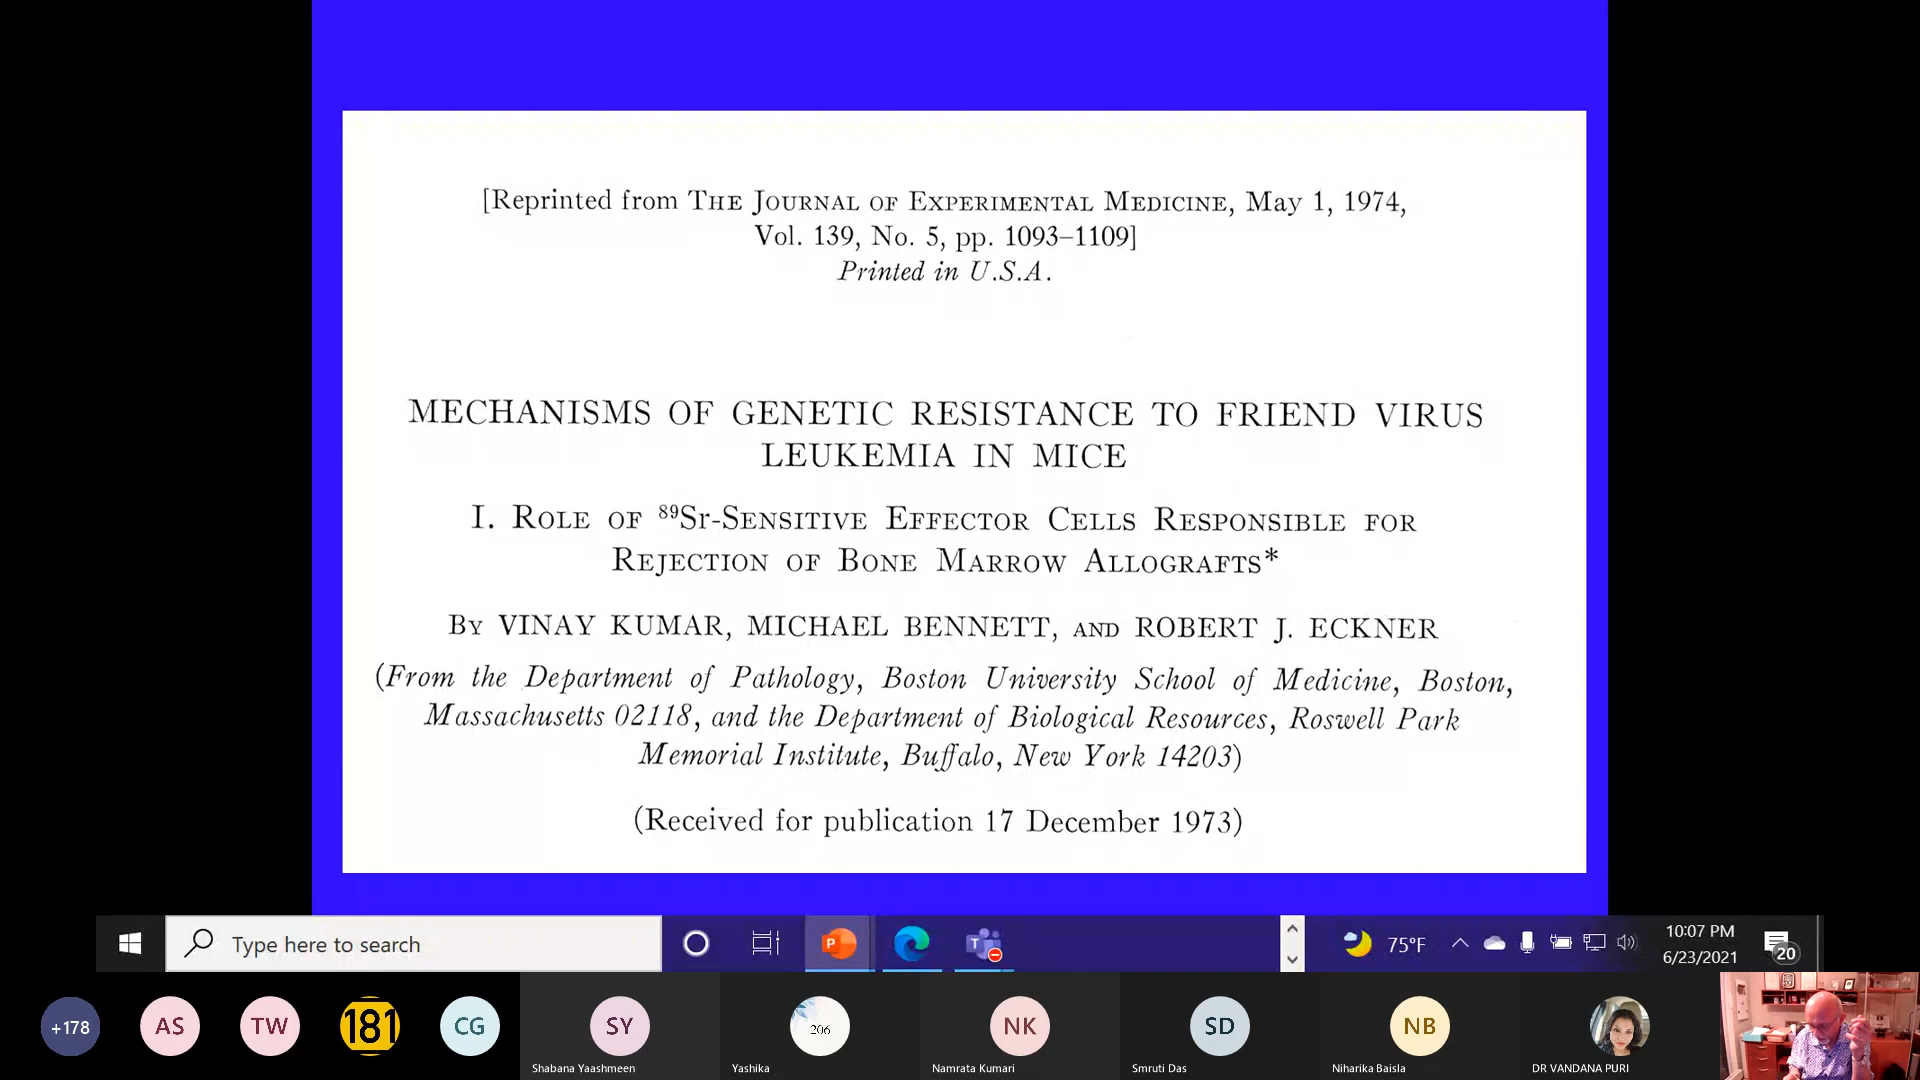 [Reprinted from THE JOURNAL OF EXPERIMENTAL MEDICINE, May 1, 1974,
Vol. 139, No. 5, pp. 1093–1109]
Printed in U.S.A.
MECHANISMS OF GENETIC RESISTANCE TO FRIEND VIRUS
LEUKEMIA IN MICE
I. ROLE OF ⁸⁹Sr-SENSITIVE EFFECTOR CELLS RESPONSIBLE FOR
REJECTION OF BONE MARROW ALLOGRAFTS*
BY VINAY KUMAR, MICHAEL BENNETT, AND ROBERT J. ECKNER
(From the Department of Pathology, Boston University School of Medicine, Boston,
Massachusetts 02118, and the Department of Biological Resources, Roswell Park
Memorial Institute, Buffalo, New York 14203)
(Received for publication 17 December 1973)
Type here to search
P
T
75°F
10:07 PM
6/23/2021
20
+178
AS
TW
181
CG
SY
206
NK
SD
NB
Shabana Yaashmeen
Yashika
Namrata Kumari
Smruti Das
Niharika Baisla
DR VANDANA PURI